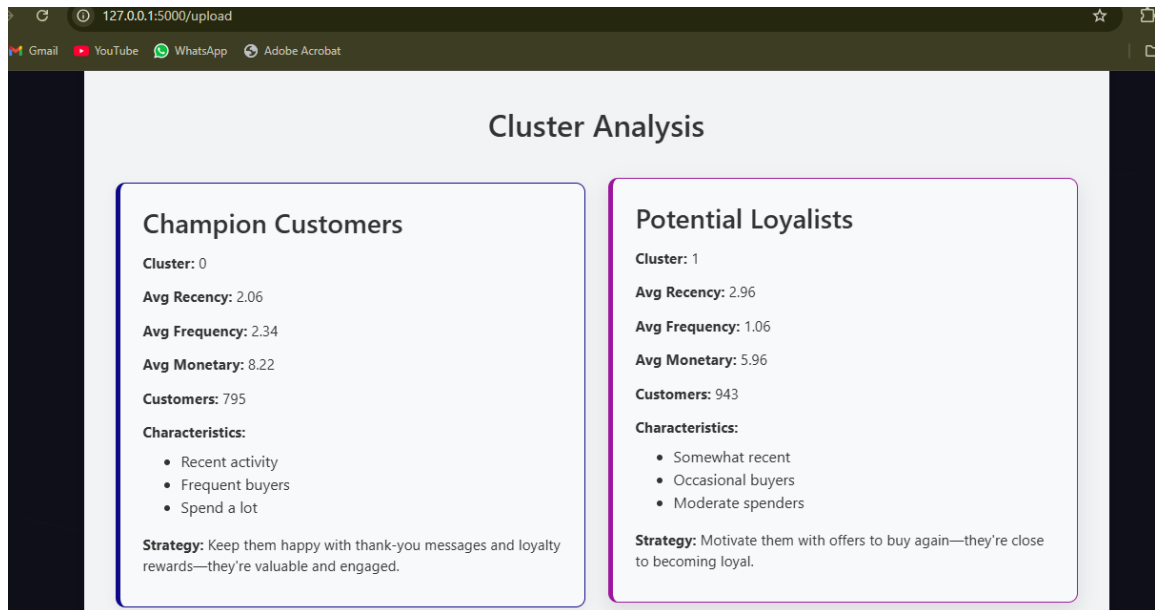 127.0.0.1:5000/upload
Gmail YouTube WhatsApp Adobe Acrobat
Cluster Analysis
Champion Customers
Cluster: 0
Avg Recency: 2.06
Avg Frequency: 2.34
Avg Monetary: 8.22
Customers: 795
Characteristics:
• Recent activity
• Frequent buyers
• Spend a lot
Strategy: Keep them happy with thank-you messages and loyalty
rewards—they're valuable and engaged.
Potential Loyalists
Cluster: 1
Avg Recency: 2.96
Avg Frequency: 1.06
Avg Monetary: 5.96
Customers: 943
Characteristics:
• Somewhat recent
• Occasional buyers
• Moderate spenders
Strategy: Motivate them with offers to buy again—they're close
to becoming loyal.